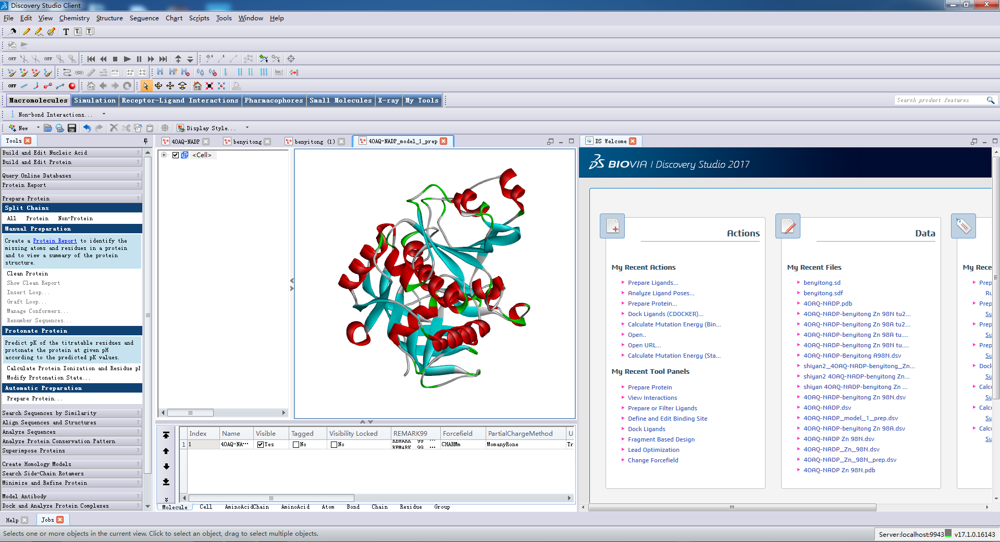 Discovery Studio Client
File Edit View Chemistry Structure Sequence Chart Scripts Tools Window Help
Macromolecules Simulation Receptor-Ligand Interactions Pharmacophores Small Molecules X-ray My Tools Search product features
Non-bond Interactions...
New Display Style...
Tools
4OAQ-NADP benyitong benyitong (1) 4OAQ-NADP_model_1_prep DS Welcome
Build and Edit Nucleic Acid ?
Build and Edit Protein ?
Query Online Databases ?
Protein Report ?
Prepare Protein ?
Split Chains
All Protein Non-Protein
Manual Preparation
Create a Protein Report to identify the
missing atoms and residues in a protein
and to view a summary of the protein
structure.
Clean Protein
Show Clean Report
Insert Loop...
Graft Loop...
Manage Conformers...
Renumber Sequences...
Protonate Protein
Predict pK of the titratable residues and
protonate the protein at given pH
according to the predicted pK values.
Calculate Protein Ionization and Residue pK
Modify Protonation State...
Automatic Preparation
Prepare Protein...
Search Sequences by Similarity ?
Align Sequences and Structures ?
Analyze Sequences ?
Analyze Protein Conservation Pattern ?
Superimpose Proteins ?
Create Homology Models ?
Search Side-Chain Rotamers ?
Minimize and Refine Protein ?
Model Antibody ?
Dock and Analyze Protein Complexes ?
<Cell>
Index Name Visible Tagged Visibility Locked REMARK99 Forcefield PartialChargeMethod U
1 1 4OAQ-NA... Yes No No REMARK 99 ... CHARMm MomanyRone Tr
REMARK 99 ...
Molecule Cell AminoAcidChain AminoAcid Atom Bond Chain Residue Group
BIOVIA | Discovery Studio 2017
Actions
My Recent Actions
Prepare Ligands...
Analyze Ligand Poses...
Prepare Protein...
Dock Ligands (CDOCKER)...
Calculate Mutation Energy (Bin...
Open..
Open URL...
Calculate Mutation Energy (Sta...
My Recent Tool Panels
Prepare Protein
View Interactions
Prepare or Filter Ligands
Define and Edit Binding Site
Dock Ligands
Fragment Based Design
Lead Optimization
Change Forcefield
Data
My Recent Files
benyitong.sd
benyitong.sdf
4OAQ-NADP.pdb
4OAQ-NADP-benyitong Zn 98N tu2...
4OAQ-NADP-benyitong Zn 98A tu2...
4OAQ-NADP-benyitong Zn 98A tu....
4OAQ-NADP-benyitong Zn 98N tu....
4OAQ-NADP-Benyitong A98N.dsv
shiyan2_4OAQ-NADP-benyitong_Zn...
shiyan2 4OAQ-NADP-benyitong Zn...
shiyan 4OAQ-NADP-benyitong Zn ...
4OAQ-NADP-benyitong Zn 98N.dsv
4OAQ-NADP.dsv
4OAQ-NADP_model_1_prep.dsv
4OAQ-NADP-benyitong Zn 98A.dsv
4OAQ-NADP Zn 98N.dsv
4OAQ-NADP_Zn_98N.dsv
4OAQ-NADP_Zn_98N_prep.dsv
4OAQ-NADP Zn 98N.pdb
My Rece
Prep
Ru
Prep
Su
Prep
Su
Prep
Su
Dock
Su
Calcu
Su
Calcu
Su
Calcu
Su
Help Jobs
Selects one or more objects in the current view. Click to select an object, drag to select multiple objects.
Server:localhost:9943 v17.1.0.16143